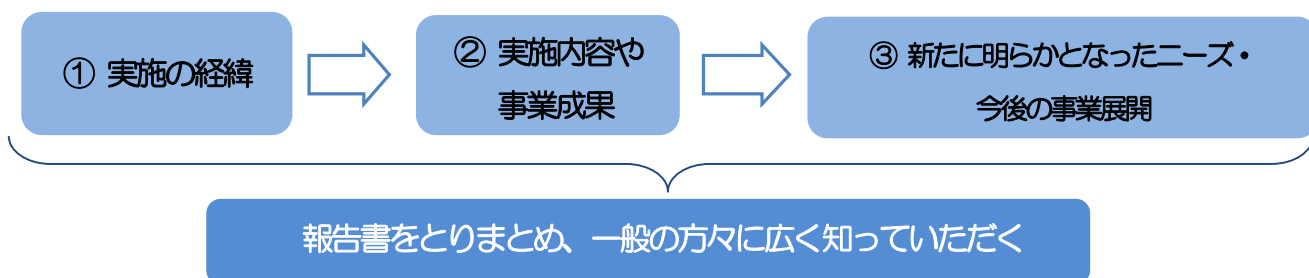 ① 実施の経緯
② 実施内容や
事業成果
③ 新たに明らかとなったニーズ・
今後の事業展開
報告書をとりまとめ、一般の方々に広く知っていただく